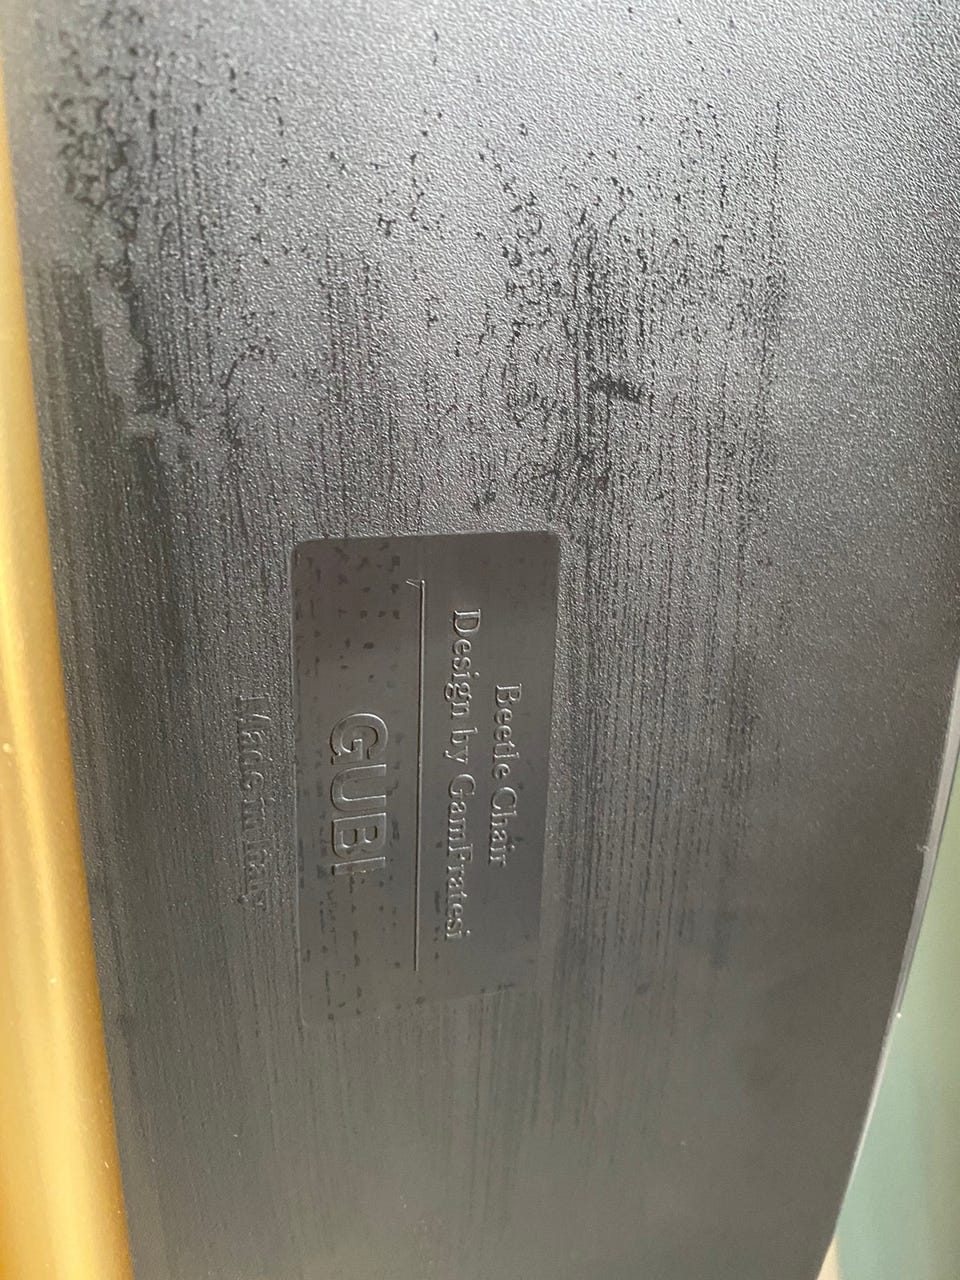 Beetle Chair
Design by GamFratesi
GUBI
Made in Italy